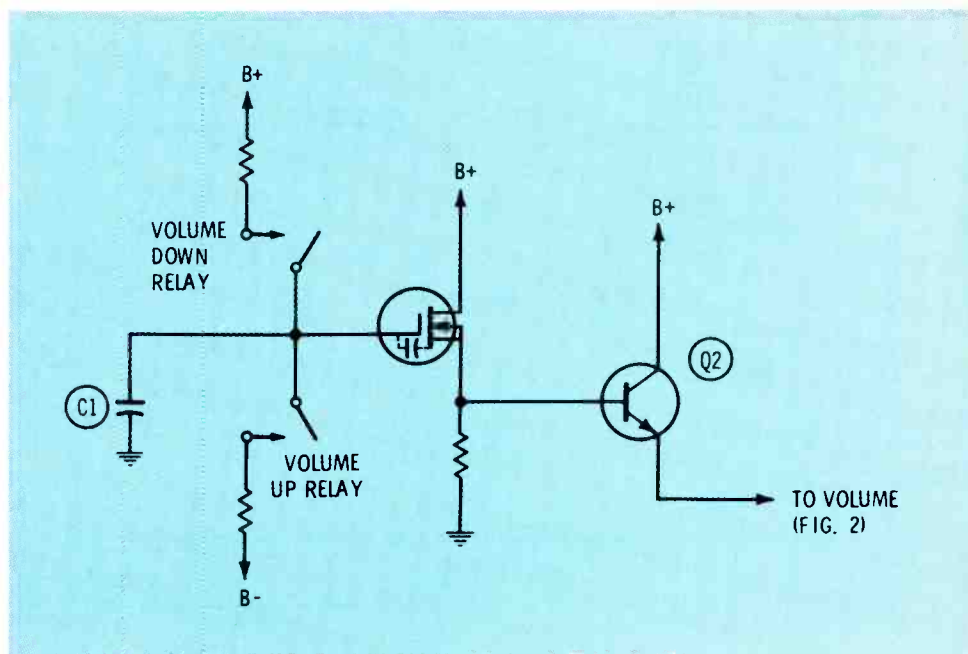 B+
VOLUME
DOWN
RELAY
B+
B+
Q2
C1
VOLUME
UP RELAY
TO VOLUME
(FIG. 2)
B-